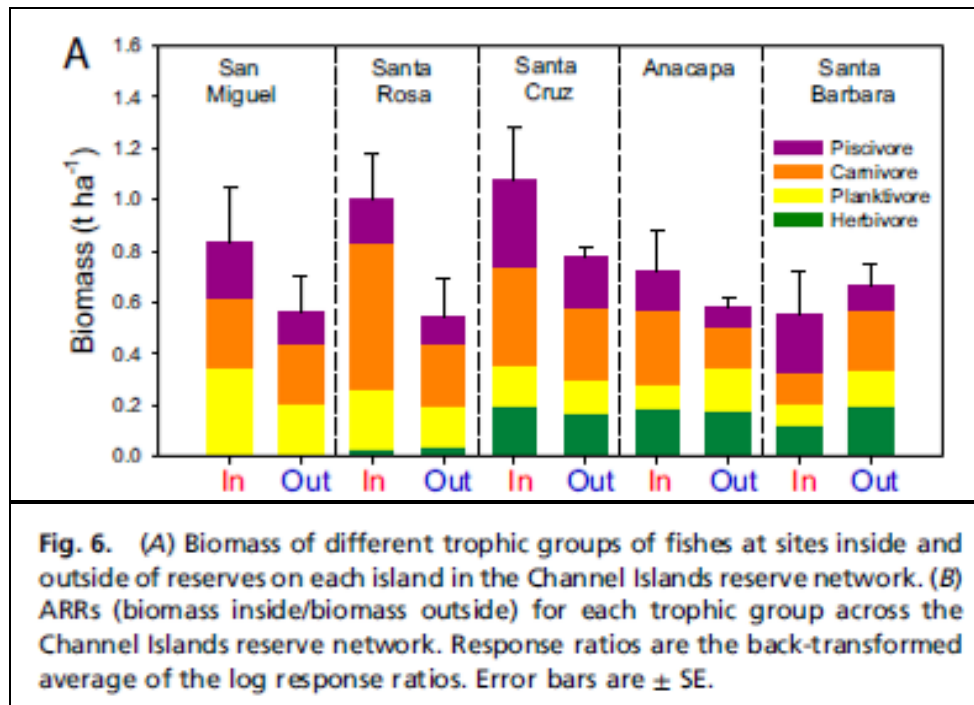 A
1.6
1.4
1.2
1.0
0.8
0.6
0.4
0.2
0.0
Biomass (t ha⁻¹)
San Miguel
Santa Rosa
Santa Cruz
Anacapa
Santa Barbara
Piscivore
Carnivore
Planktivore
Herbivore
In Out In Out In Out In Out In Out
Fig. 6. (A) Biomass of different trophic groups of fishes at sites inside and
outside of reserves on each island in the Channel Islands reserve network. (B)
ARRs (biomass inside/biomass outside) for each trophic group across the
Channel Islands reserve network. Response ratios are the back-transformed
average of the log response ratios. Error bars are ± SE.